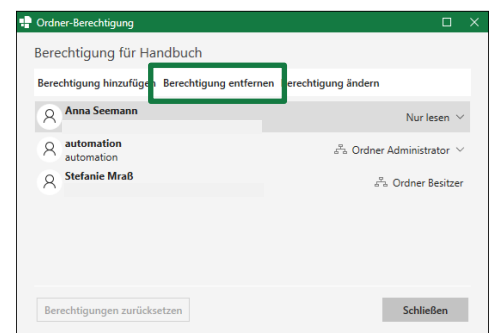 Ordner-Berechtigung
Berechtigung für Handbuch
Berechtigung hinzufügen Berechtigung entfernen Berechtigung ändern
Anna Seemann
Nur lesen
automation
automation
Ordner Administrator
Stefanie Mraß
Ordner Besitzer
Berechtigungen zurücksetzen
Schließen